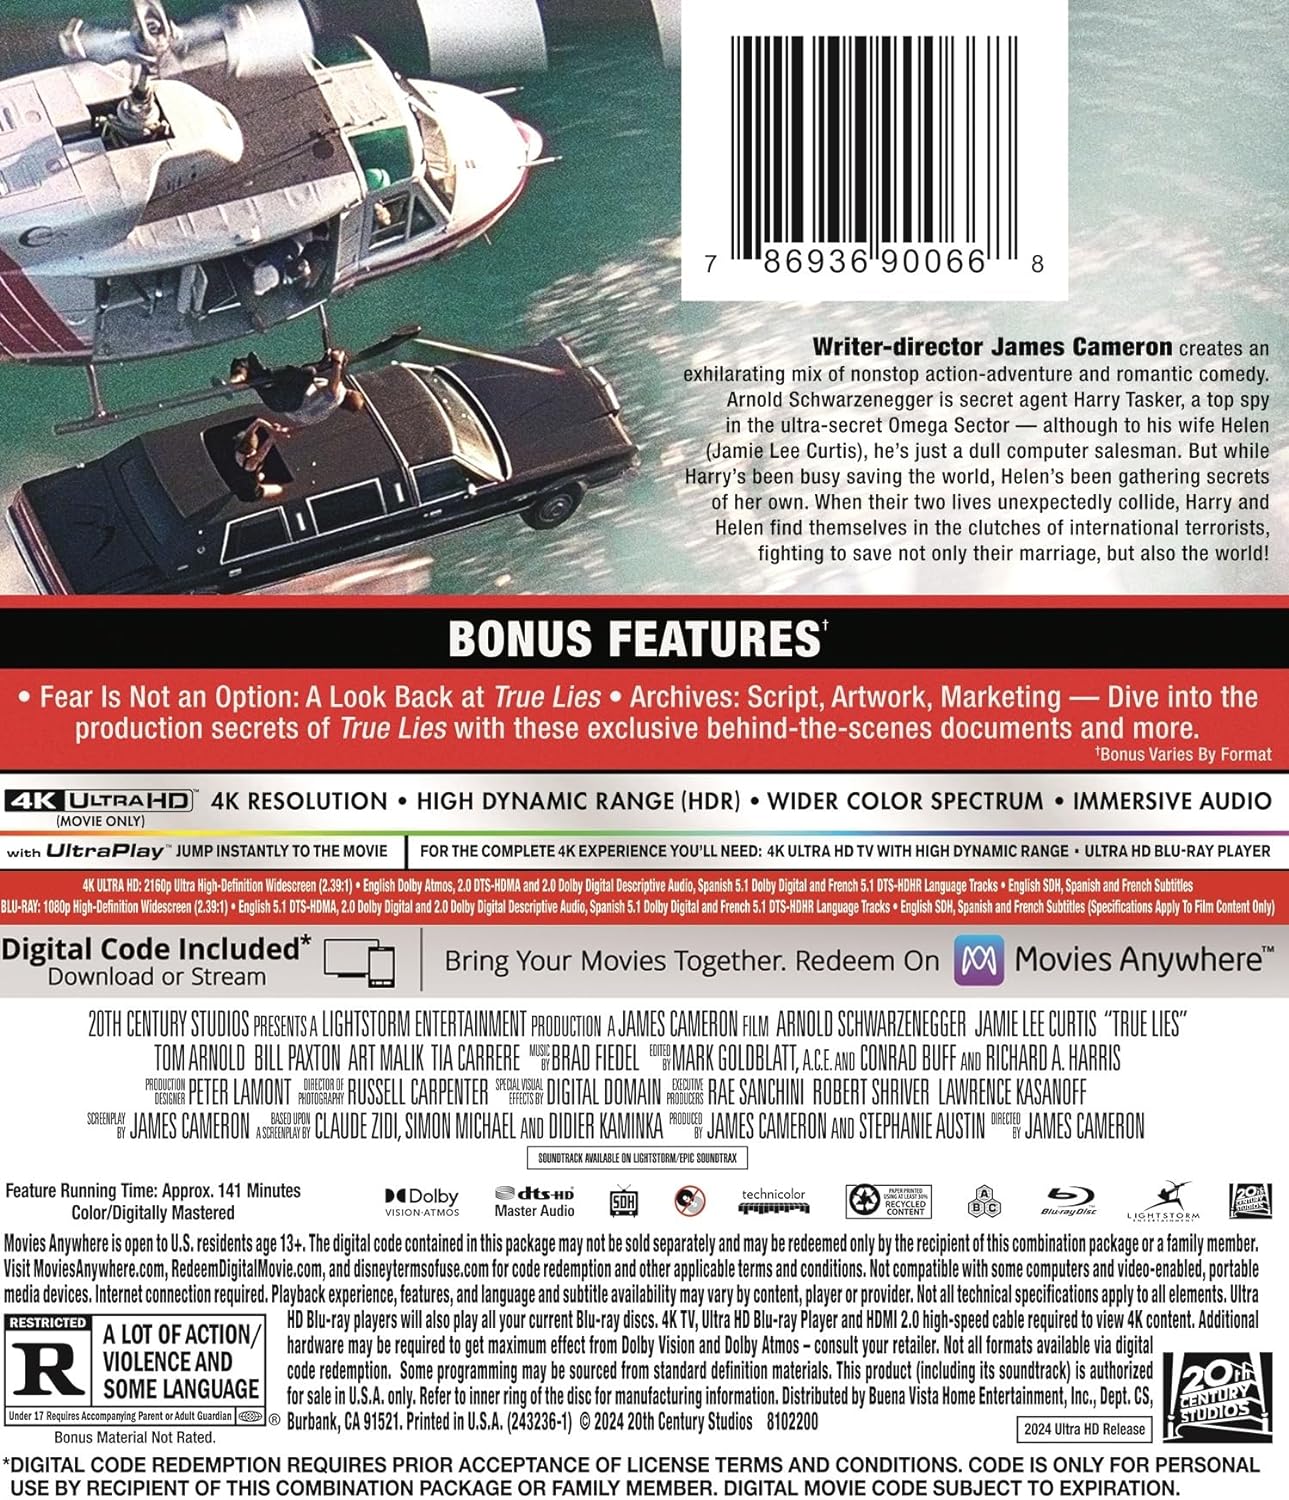 7 86936 90066 8
Writer-director James Cameron creates an
exhilarating mix of nonstop action-adventure and romantic comedy.
Arnold Schwarzenegger is secret agent Harry Tasker, a top spy
in the ultra-secret Omega Sector — although to his wife Helen
(Jamie Lee Curtis), he's just a dull computer salesman. But while
Harry's been busy saving the world, Helen's been gathering secrets
of her own. When their two lives unexpectedly collide, Harry and
Helen find themselves in the clutches of international terrorists,
fighting to save not only their marriage, but also the world!
BONUS FEATURES†
• Fear Is Not an Option: A Look Back at True Lies • Archives: Script, Artwork, Marketing — Dive into the
production secrets of True Lies with these exclusive behind-the-scenes documents and more.
†Bonus Varies By Format
4K ULTRA HD™ 4K RESOLUTION • HIGH DYNAMIC RANGE (HDR) • WIDER COLOR SPECTRUM • IMMERSIVE AUDIO
(MOVIE ONLY)
with UltraPlay™ JUMP INSTANTLY TO THE MOVIE FOR THE COMPLETE 4K EXPERIENCE YOU'LL NEED: 4K ULTRA HD TV WITH HIGH DYNAMIC RANGE • ULTRA HD BLU-RAY PLAYER
4K ULTRA HD: 2160p Ultra High-Definition Widescreen (2.39:1) • English Dolby Atmos, 2.0 DTS-HDMA and 2.0 Dolby Digital Descriptive Audio, Spanish 5.1 Dolby Digital and French 5.1 DTS-HDHR Language Tracks • English SDH, Spanish and French Subtitles
BLU-RAY: 1080p High-Definition Widescreen (2.39:1) • English 5.1 DTS-HDMA, 2.0 Dolby Digital and 2.0 Dolby Digital Descriptive Audio, Spanish 5.1 Dolby Digital and French 5.1 DTS-HDHR Language Tracks • English SDH, Spanish and French Subtitles (Specifications Apply To Film Content Only)
Digital Code Included*
Download or Stream
Bring Your Movies Together. Redeem On Movies Anywhere™
20TH CENTURY STUDIOS PRESENTS A LIGHTSTORM ENTERTAINMENT PRODUCTION A JAMES CAMERON FILM ARNOLD SCHWARZENEGGER JAMIE LEE CURTIS "TRUE LIES"
TOM ARNOLD BILL PAXTON ART MALIK TIA CARRERE MUSIC BY BRAD FIEDEL EDITED BY MARK GOLDBLATT, A.C.E. AND CONRAD BUFF AND RICHARD A. HARRIS
PRODUCTION DESIGNER PETER LAMONT DIRECTOR OF PHOTOGRAPHY RUSSELL CARPENTER SPECIAL VISUAL EFFECTS BY DIGITAL DOMAIN EXECUTIVE PRODUCERS RAE SANCHINI ROBERT SHRIVER LAWRENCE KASANOFF
SCREENPLAY BY JAMES CAMERON BASED UPON A SCREENPLAY BY CLAUDE ZIDI, SIMON MICHAEL AND DIDIER KAMINKA PRODUCED BY JAMES CAMERON AND STEPHANIE AUSTIN DIRECTED BY JAMES CAMERON
SOUNDTRACK AVAILABLE ON LIGHTSTORM/EPIC SOUNDTRAX
Feature Running Time: Approx. 141 Minutes
Color/Digitally Mastered
Dolby
VISION·ATMOS
dts-HD
Master Audio
SDH
technicolor
PAPER PRINTED
USING AT LEAST 30%
RECYCLED
CONTENT
A
B C
Blu-ray Disc
LIGHTSTORM
ENTERTAINMENT
20TH
CENTURY
STUDIOS
Movies Anywhere is open to U.S. residents age 13+. The digital code contained in this package may not be sold separately and may be redeemed only by the recipient of this combination package or a family member.
Visit MoviesAnywhere.com, RedeemDigitalMovie.com, and disneytermsofuse.com for code redemption and other applicable terms and conditions. Not compatible with some computers and video-enabled, portable
media devices. Internet connection required. Playback experience, features, and language and subtitle availability may vary by content, player or provider. Not all technical specifications apply to all elements. Ultra
HD Blu-ray players will also play all your current Blu-ray discs. 4K TV, Ultra HD Blu-ray Player and HDMI 2.0 high-speed cable required to view 4K content. Additional
hardware may be required to get maximum effect from Dolby Vision and Dolby Atmos – consult your retailer. Not all formats available via digital
code redemption. Some programming may be sourced from standard definition materials. This product (including its soundtrack) is authorized
for sale in U.S.A. only. Refer to inner ring of the disc for manufacturing information. Distributed by Buena Vista Home Entertainment, Inc., Dept. CS,
Burbank, CA 91521. Printed in U.S.A. (243236-1) © 2024 20th Century Studios 8102200
RESTRICTED
R
A LOT OF ACTION/
VIOLENCE AND
SOME LANGUAGE
Under 17 Requires Accompanying Parent or Adult Guardian ®
Bonus Material Not Rated.
2024 Ultra HD Release
20TH
CENTURY
STUDIOS
*DIGITAL CODE REDEMPTION REQUIRES PRIOR ACCEPTANCE OF LICENSE TERMS AND CONDITIONS. CODE IS ONLY FOR PERSONAL
USE BY RECIPIENT OF THIS COMBINATION PACKAGE OR FAMILY MEMBER. DIGITAL MOVIE CODE SUBJECT TO EXPIRATION.